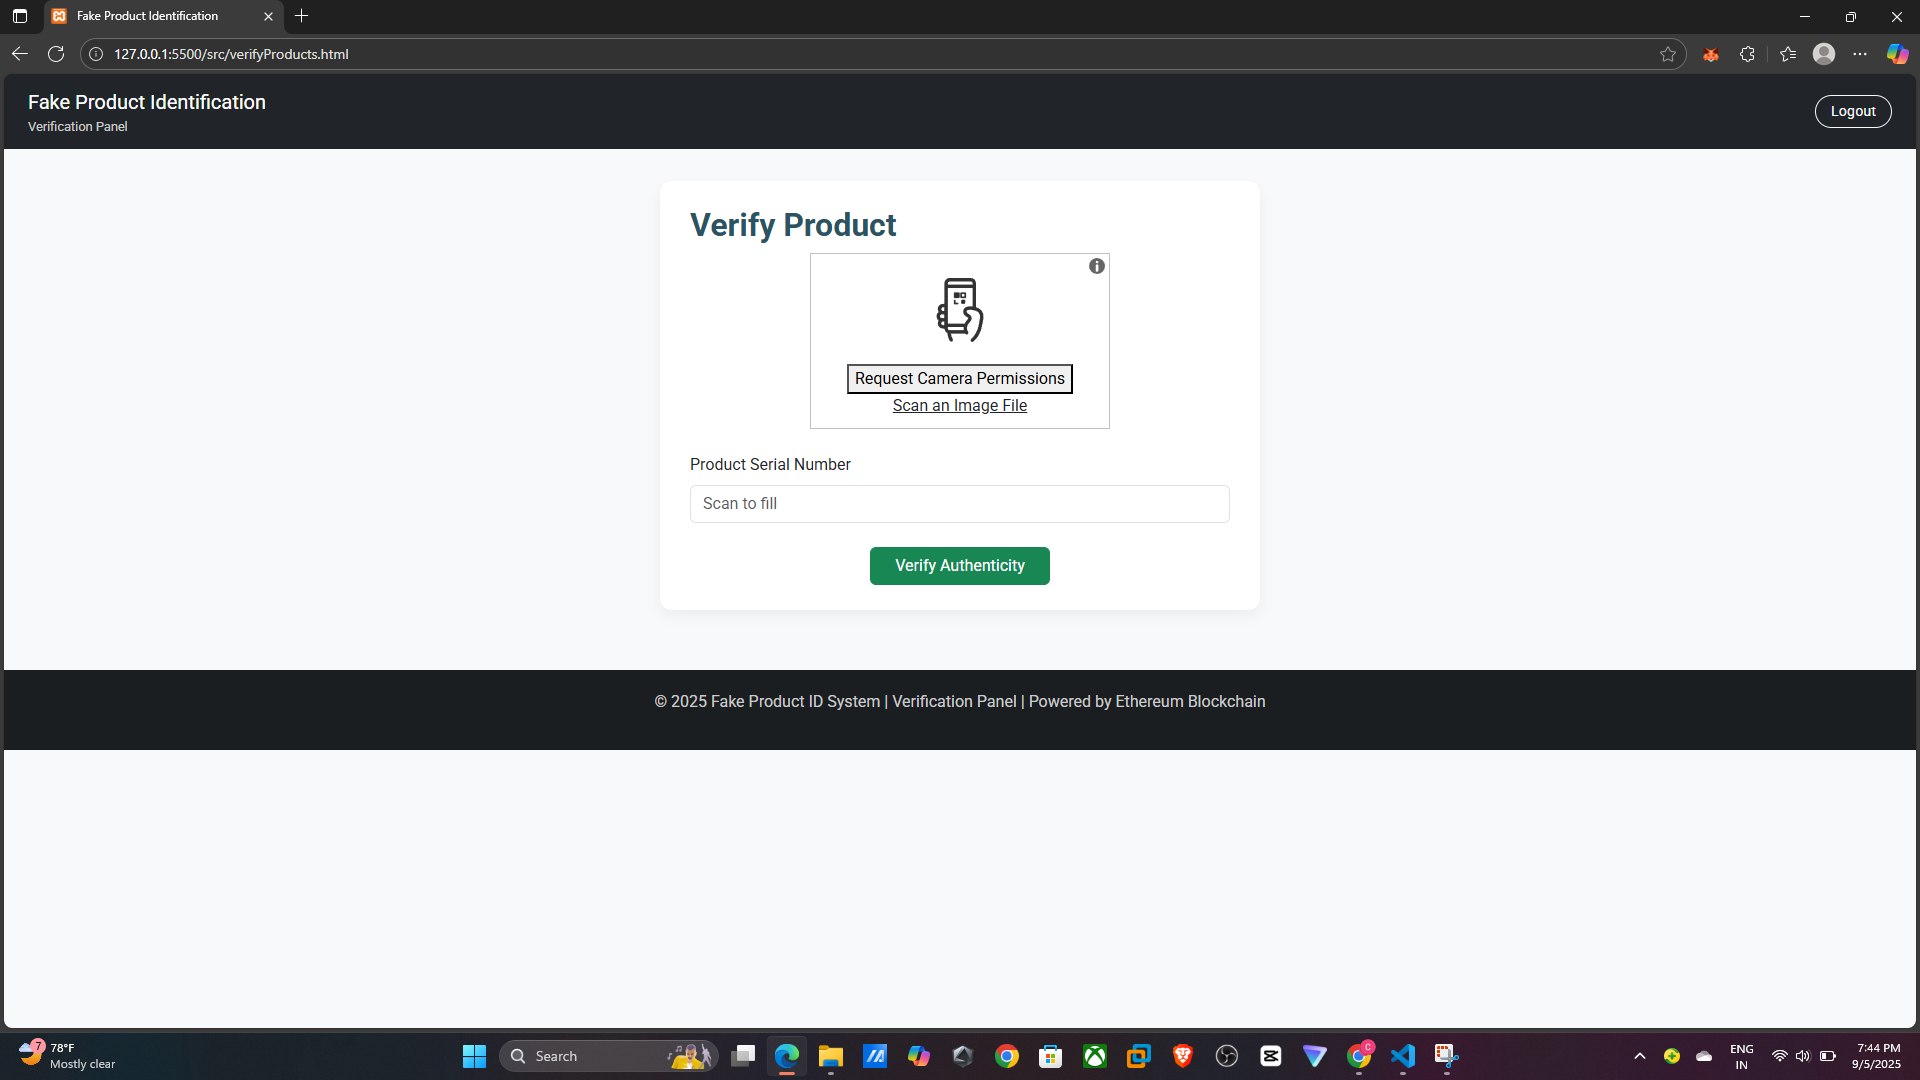 Fake Product Identification
127.0.0.1:5500/src/verifyProducts.html
Fake Product Identification
Verification Panel
Logout
Verify Product
Request Camera Permissions
Scan an Image File
Product Serial Number
Scan to fill
Verify Authenticity
© 2025 Fake Product ID System | Verification Panel | Powered by Ethereum Blockchain
7
78°F
Mostly clear
Search
C
ENG
IN
7:44 PM
9/5/2025